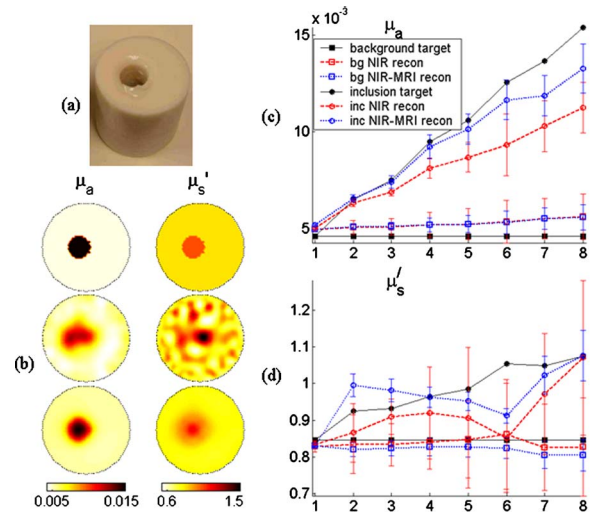 (a)
μa
μs'
(b)
0.005 0.015
0.6 1.5
x 10⁻³
μa
15
10
5
background target
bg NIR recon
bg NIR-MRI recon
inclusion target
inc NIR recon
inc NIR-MRI recon
(c)
1 2 3 4 5 6 7 8
μs'
1.2
1.1
1
0.9
0.8
0.7
(d)
1 2 3 4 5 6 7 8